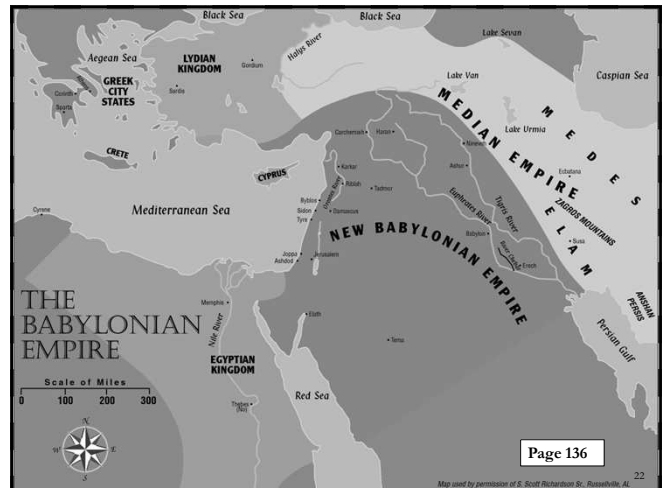 Black Sea
Black Sea
Lake Sevan
Aegean Sea
LYDIAN
KINGDOM
Gordium
Halys River
Caspian Sea
Lake Van
GREEK
CITY
STATES
Sardis
Corinth
Sparta
MEDES
MEDIAN EMPIRE
Lake Urmia
Carchemish
Haran
Nineveh
CRETE
Ashur
Ecbatana
CYPRUS
Karkar
Orontes River
Riblah
Tadmor
ZAGROS MOUNTAINS
Euphrates River
Tigris River
ELAM
Cyrene
Mediterranean Sea
Byblos
Sidon
Damascus
Tyre
Babylon
Susa
NEW BABYLONIAN EMPIRE
Erech
Joppa
Jerusalem
Ashdod
ANSHAN
PERSIS
THE
BABYLONIAN
EMPIRE
Memphis
Elath
Persian Gulf
Nile River
Tema
EGYPTIAN
KINGDOM
Scale of Miles
0 100 200 300
Red Sea
Thebes
(No)
N
W E
S
Page 136
22
Map used by permission of S. Scott Richardson Sr., Russellville, AL